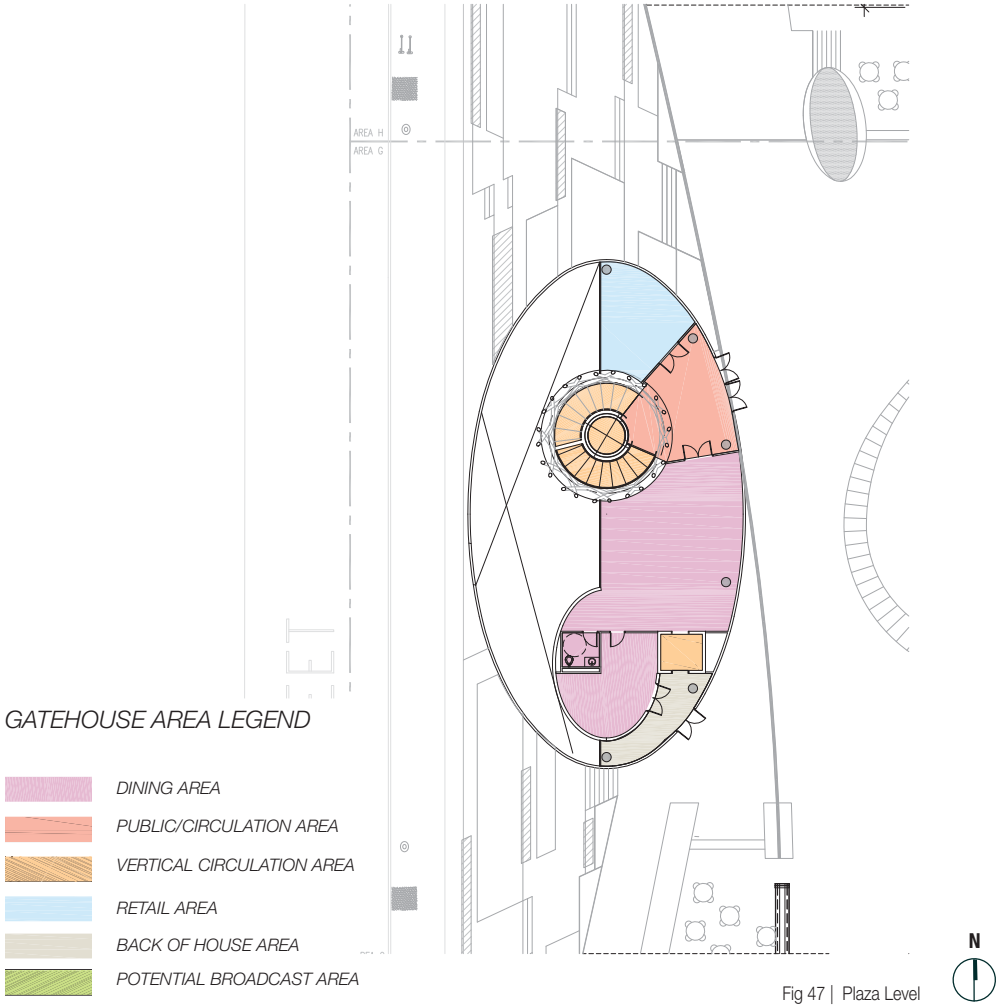 AREA H
AREA G
GATEHOUSE AREA LEGEND
DINING AREA
PUBLIC/CIRCULATION AREA
VERTICAL CIRCULATION AREA
RETAIL AREA
BACK OF HOUSE AREA
POTENTIAL BROADCAST AREA
N
Fig 47 | Plaza Level